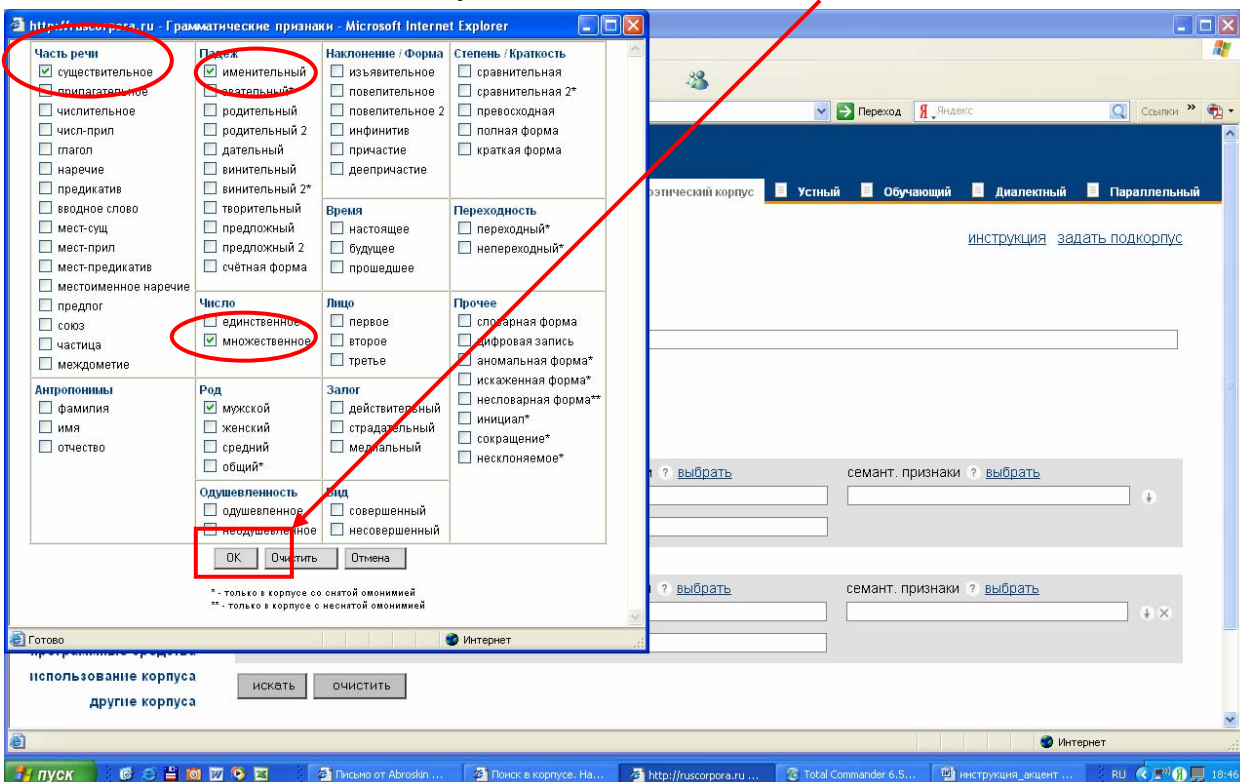 http://ruscorpora.ru - Грамматические признаки - Microsoft Internet Explorer
Часть речи
существительное
прилагательное
числительное
числ-прил
глагол
наречие
предикатив
вводное слово
мест-сущ
мест-прил
мест-предикатив
местоименное наречие
предлог
союз
частица
междометие
Антропонимы
фамилия
имя
отчество
Падеж
именительный
звательный*
родительный
родительный 2
дательный
винительный
винительный 2*
творительный
предложный
предложный 2
счётная форма
Число
единственное
множественное
Род
мужской
женский
средний
общий*
Одушевленность
одушевленное
неодушевленное
Наклонение / Форма
изъявительное
повелительное
повелительное 2
инфинитив
причастие
деепричастие
Время
настоящее
будущее
прошедшее
Лицо
первое
второе
третье
Залог
действительный
страдательный
медиальный
Вид
совершенный
несовершенный
Степень / Краткость
сравнительная
сравнительная 2*
превосходная
полная форма
краткая форма
Переходность
переходный*
непереходный*
Прочее
словарная форма
цифровая запись
аномальная форма*
искаженная форма*
несловарная форма**
инициал*
сокращение*
несклоняемое*
OK Очистить Отмена
* - только в корпусе со снятой омонимией
** - только в корпусе с неснятой омонимией
Готово Интернет
Переход Яндекс Ссылки »
оэтический корпус Устный Обучающий Диалектный Параллельный
инструкция задать подкорпус
и ? выбрать семант. признаки ? выбрать
и ? выбрать семант. признаки ? выбрать
программные средства
использование корпуса
другие корпуса
искать очистить
Интернет
пуск Письмо от Abroskin ... Поиск в корпусе. На... http://ruscorpora.ru ... Total Commander 6.5... инструкция_акцент ... RU 18:46